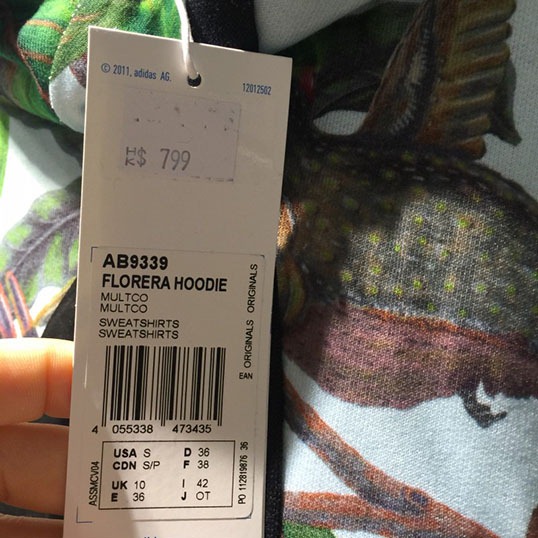 © 2011, adidas AG.
12012502
HK$ 799
AB9339
FLORERA HOODIE
MULTCO
MULTCO
SWEATSHIRTS
SWEATSHIRTS
ORIGINALS ORIGINALS
EAN
4 055338 473435
USA S D 36
CDN S/P F 38
UK 10 I 42
E 36 J OT
ASSMCV04
PO 112819876 36